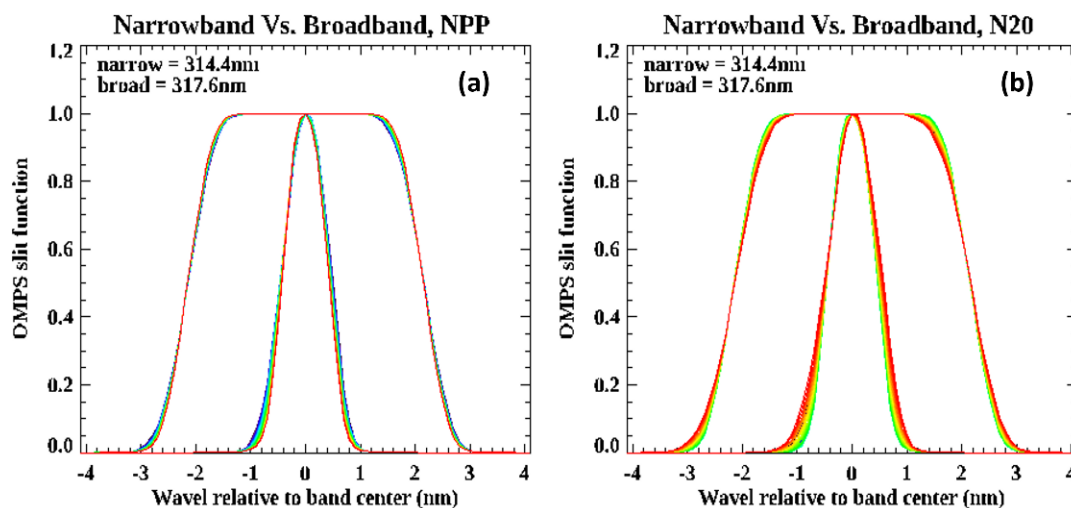 Narrowband Vs. Broadband, NPP
1.2
narrow = 314.4nm
broad = 317.6nm
(a)
1.0
0.8
0.6
0.4
0.2
0.0
OMPS slit function
-4 -3 -2 -1 0 1 2 3 4
Wavel relative to band center (nm)
Narrowband Vs. Broadband, N20
1.2
narrow = 314.4nm
broad = 317.6nm
(b)
1.0
0.8
0.6
0.4
0.2
0.0
OMPS slit function
-4 -3 -2 -1 0 1 2 3 4
Wavel relative to band center (nm)